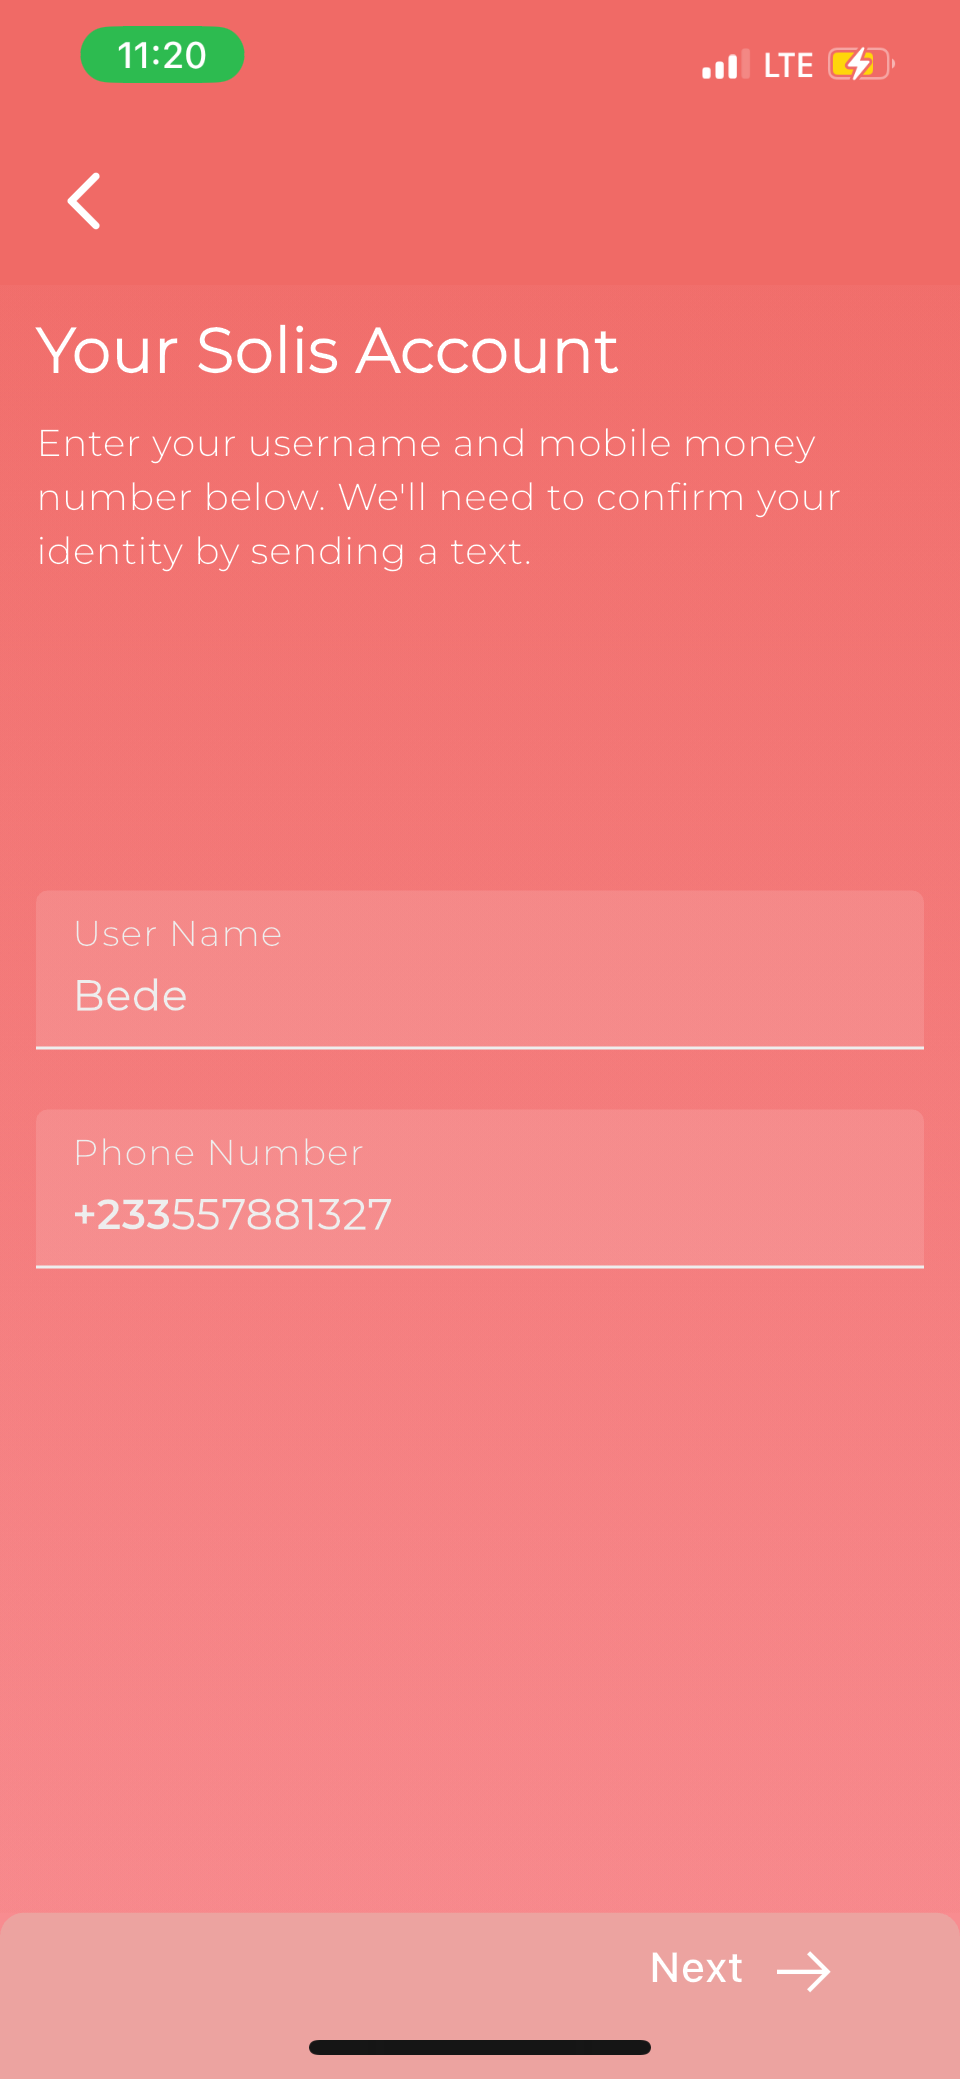 11:20
LTE
Your Solis Account
Enter your username and mobile money
number below. We'll need to confirm your
identity by sending a text.
User Name
Bede
Phone Number
+233557881327
Next